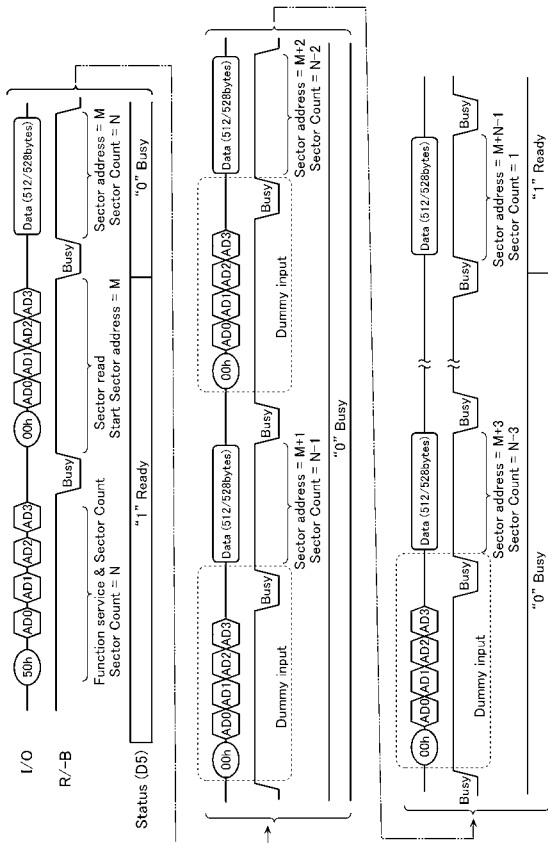 I/O
50h AD0 AD1 AD2 AD3 00h AD0 AD1 AD2 AD3 Data (512/528bytes)
R/-B
Busy Busy
Function service & Sector Count
Sector Count = N
Sector read
Start Sector address = M
Sector address = M
Sector Count = N
Status (D5)
"1" Ready "0" Busy
00h AD0 AD1 AD2 AD3 Data (512/528bytes) 00h AD0 AD1 AD2 AD3 Data (512/528bytes)
Busy Busy Busy
Dummy input
Sector address = M+1
Sector Count = N-1
Dummy input
Sector address = M+2
Sector Count = N-2
"0" Busy
00h AD0 AD1 AD2 AD3 Data (512/528bytes) Data (512/528bytes)
Busy Busy Busy Busy Busy
Dummy input
Sector address = M+3
Sector Count = N-3
Sector address = M+N-1
Sector Count = 1
"0" Busy "1" Ready